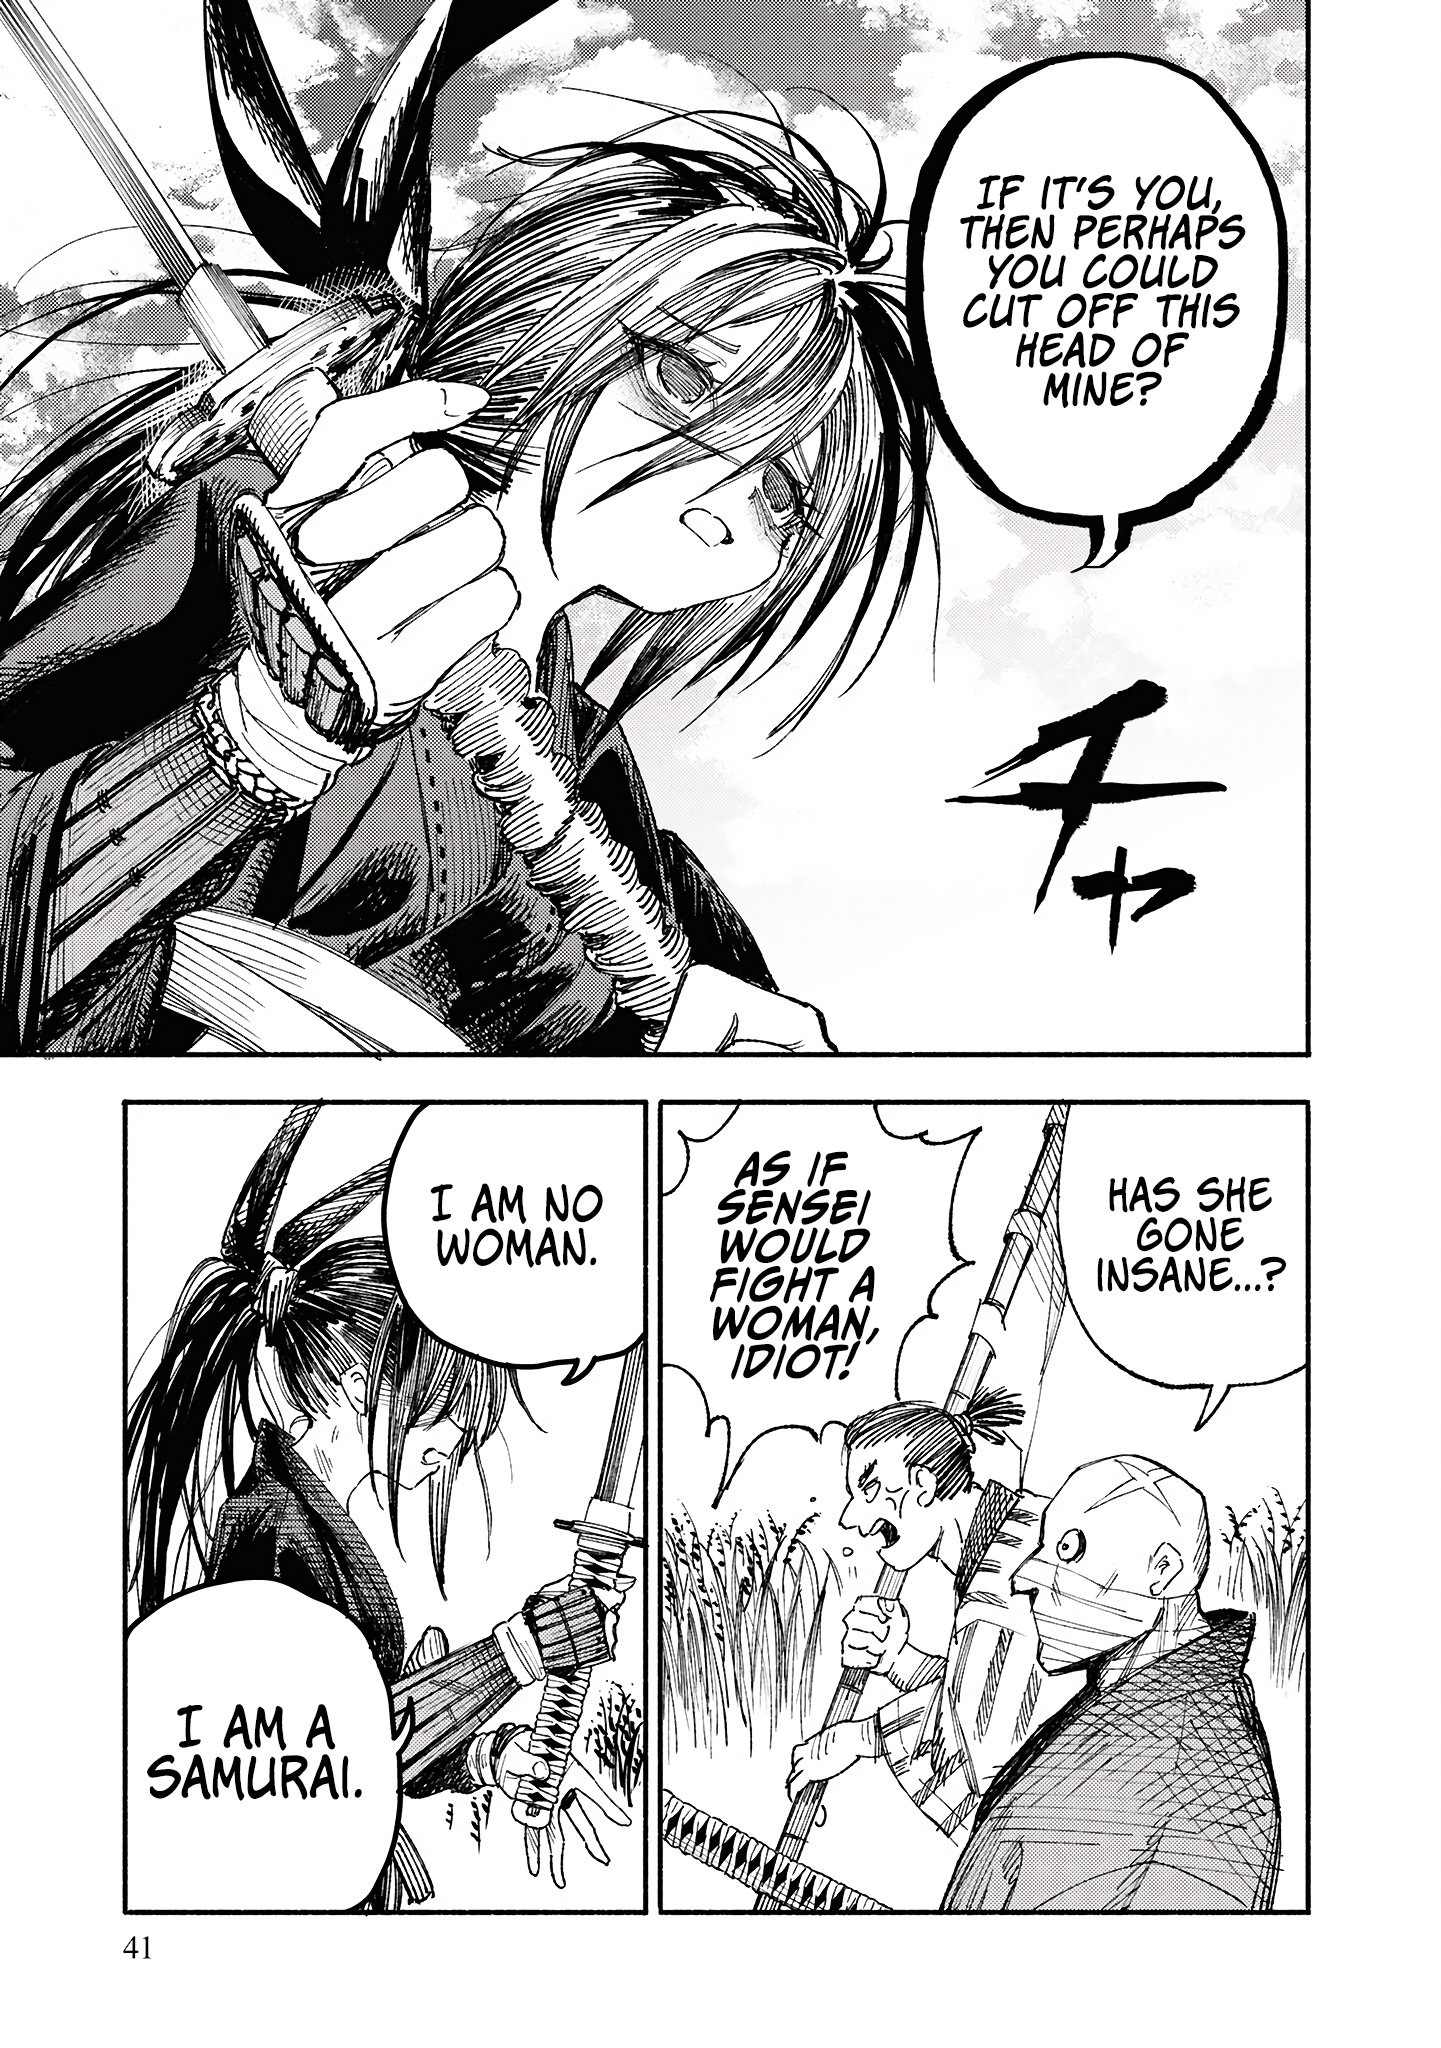 IF IT'S YOU,
THEN PERHAPS
YOU COULD
CUT OFF THIS
HEAD OF
MINE?
チャ
HAS SHE
GONE
INSANE...?
AS IF
SENSEI
WOULD
FIGHT A
WOMAN,
IDIOT!
I AM NO
WOMAN.
I AM A
SAMURAI.
41